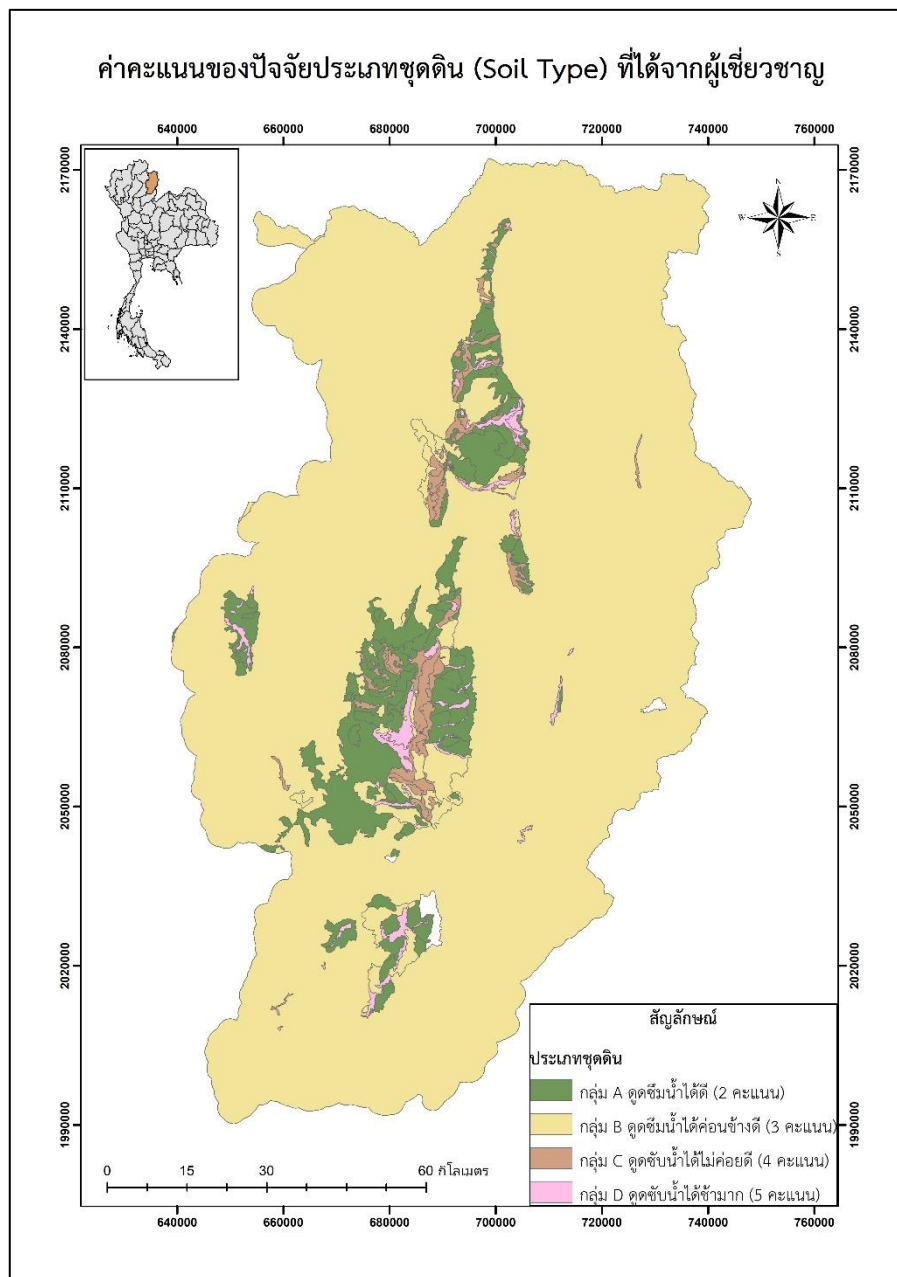 ค่าคะแนนของปัจจัยประเภทชุดดิน (Soil Type) ที่ได้จากผู้เชี่ยวชาญ
640000 660000 680000 700000 720000 740000 760000
2170000 2170000
N
W E
S
2140000 2140000
2110000 2110000
2080000 2080000
2050000 2050000
2020000 2020000
สัญลักษณ์
ประเภทชุดดิน
กลุ่ม A ดูดซึมน้ำได้ดี (2 คะแนน)
กลุ่ม B ดูดซึมน้ำได้ค่อนข้างดี (3 คะแนน)
1990000 1990000
กลุ่ม C ดูดซับน้ำได้ไม่ค่อยดี (4 คะแนน)
0 15 30 60 กิโลเมตร
กลุ่ม D ดูดซับน้ำได้ช้ามาก (5 คะแนน)
640000 660000 680000 700000 720000 740000 760000